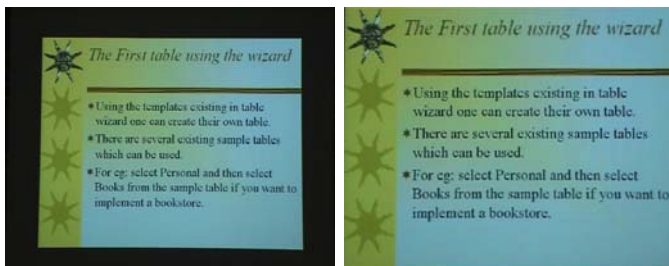 The First table using the wizard
Using the templates existing in table
wizard one can create their own table.
There are several existing sample tables
which can be used.
For eg: select Personal and then select
Books from the sample table if you want to
implement a bookstore.
The First table using the wizard
Using the templates existing in table
wizard one can create their own table.
There are several existing sample tables
which can be used.
For eg: select Personal and then select
Books from the sample table if you want to
implement a bookstore.